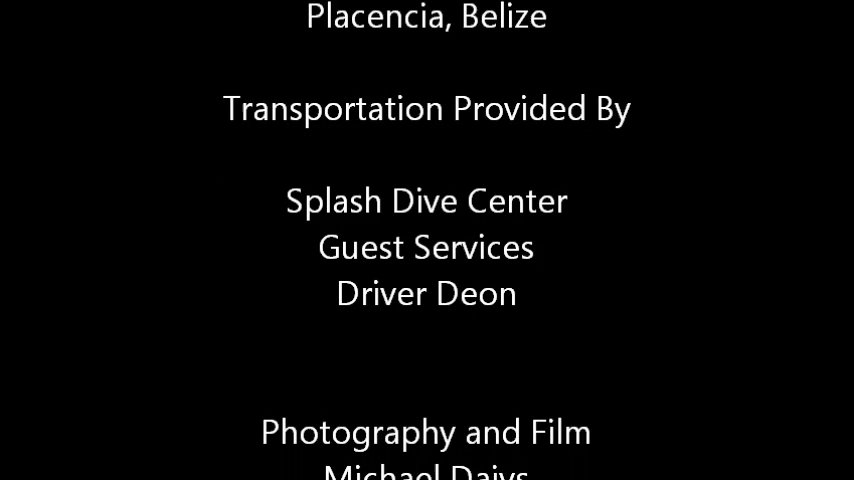 Placencia, Belize
Transportation Provided By
Splash Dive Center
Guest Services
Driver Deon
Photography and Film
Michael